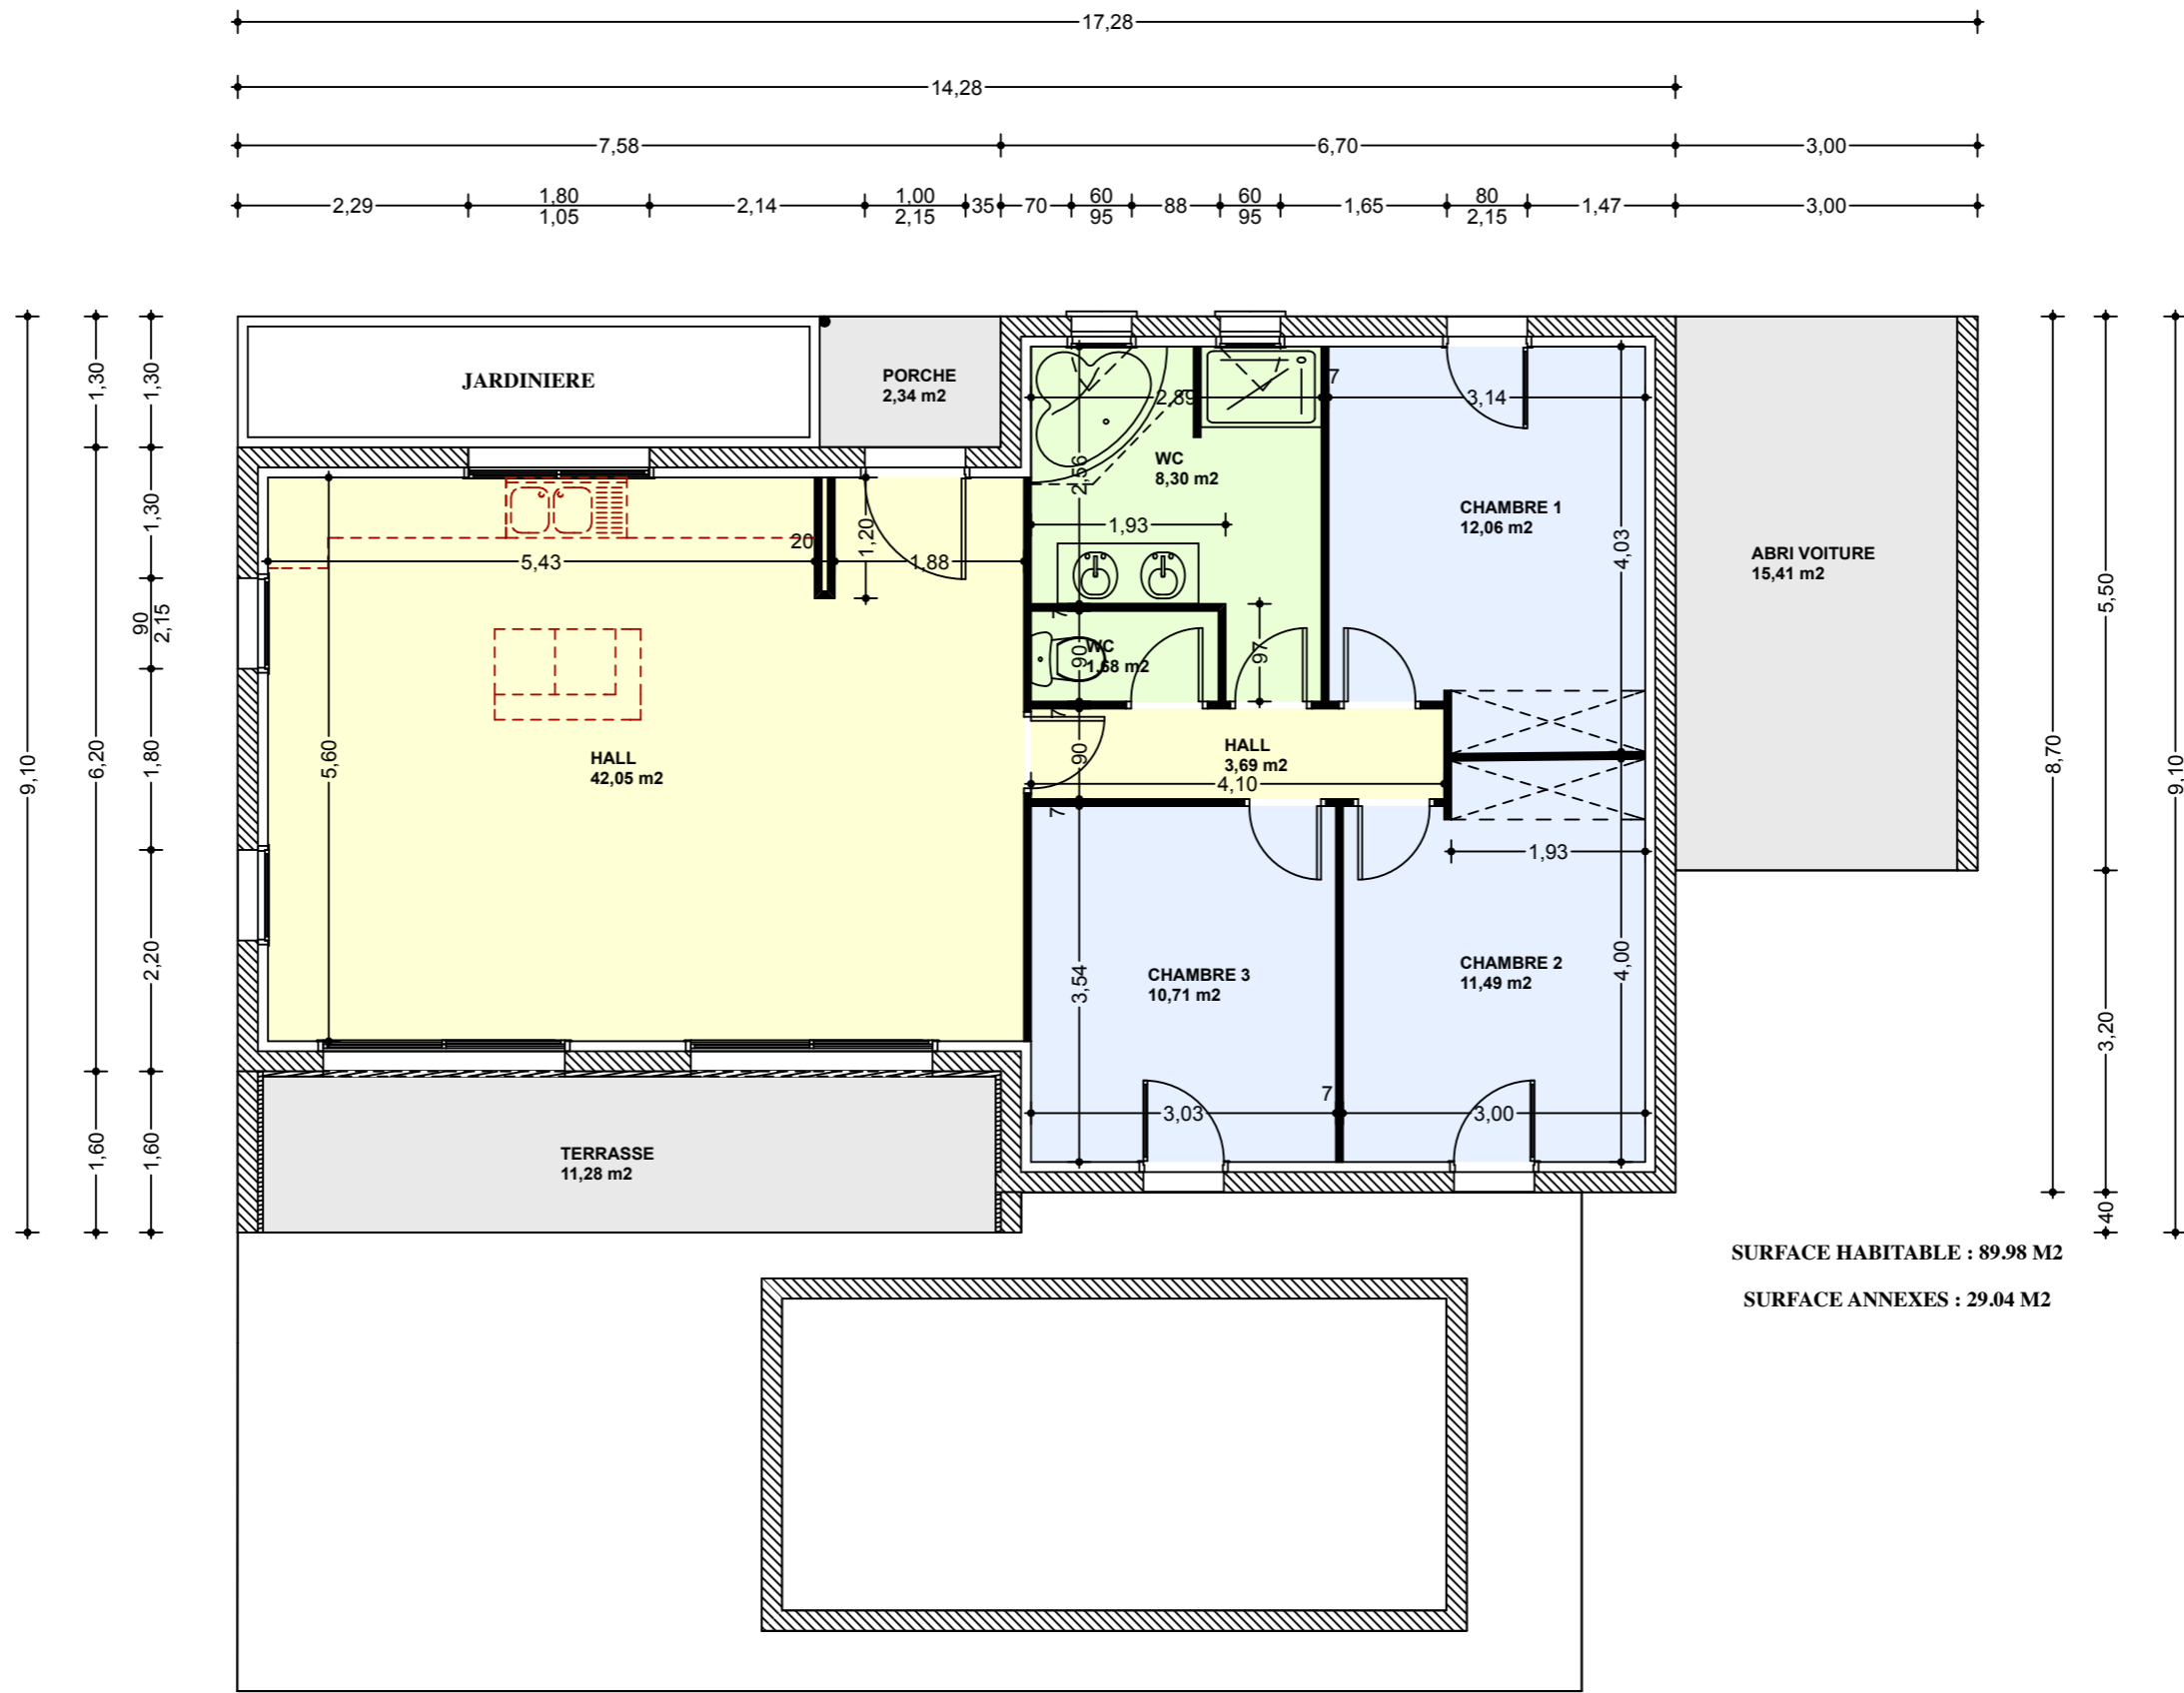 17,28
14,28
7,58 6,70 3,00
2,29 1,80 2,14 1,00 35 70 60 88 60 1,65 80 1,47 3,00
1,05 2,15 95 95 2,15
JARDINIERE
PORCHE
2,34 m2
1,30
1,30
7
2,89
3,14
WC
8,30 m2
2,56
CHAMBRE 1
12,06 m2
4,03
1,30
1,20
1,93
20
5,43
1,88
ABRI VOITURE
15,41 m2
5,50
90
2,15
7
WC
1,68 m2
90
97
7
9,10
6,20
1,80
5,60
HALL
42,05 m2
90
HALL
3,69 m2
4,10
8,70
9,10
7
1,93
2,20
3,54
CHAMBRE 3
10,71 m2
CHAMBRE 2
11,49 m2
4,00
3,20
7
3,03
3,00
1,60
1,60
TERRASSE
11,28 m2
40
SURFACE HABITABLE : 89.98 M2
SURFACE ANNEXES : 29.04 M2